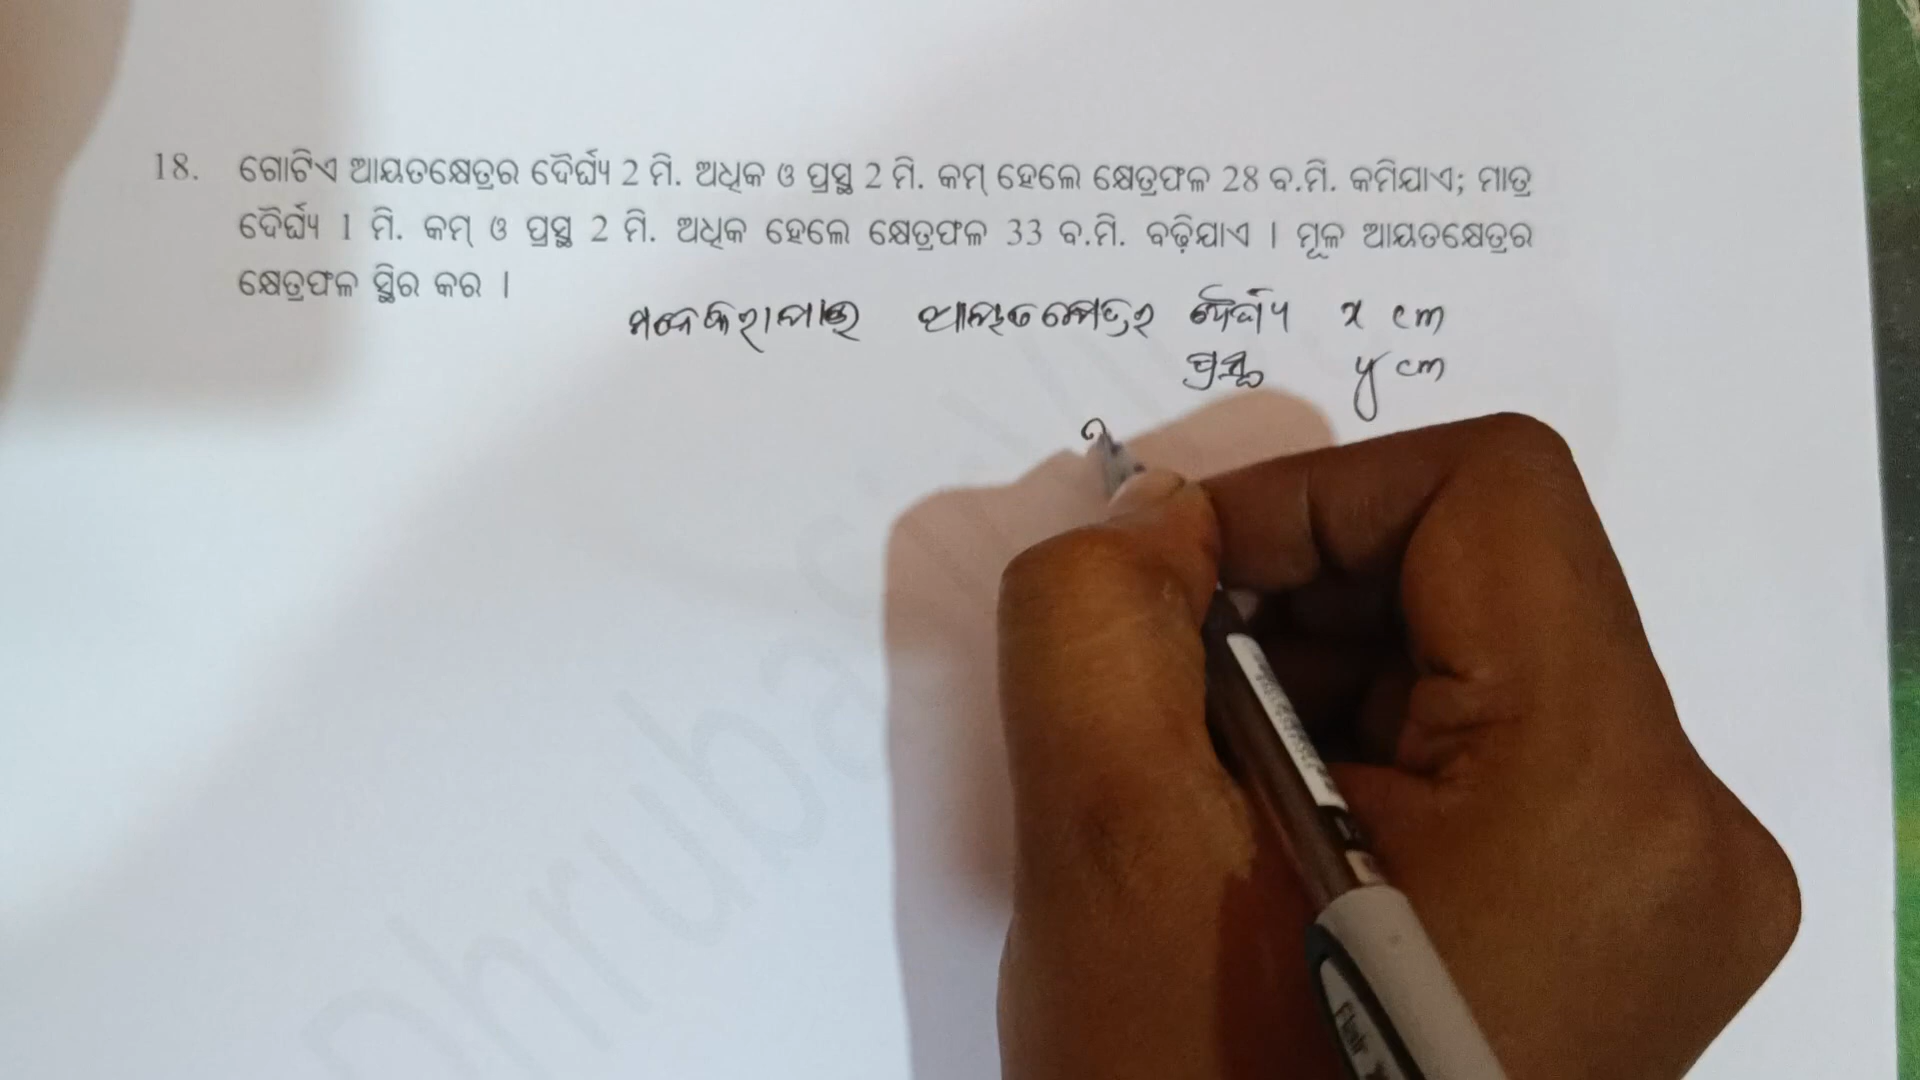 18. ଗୋଟିଏ ଆୟତକ୍ଷେତ୍ରର ଦୈର୍ଘ୍ୟ 2 ମି. ଅଧିକ ଓ ପ୍ରସ୍ଥ 2 ମି. କମ୍ ହେଲେ କ୍ଷେତ୍ରଫଳ 28 ବ.ମି. କମିଯାଏ; ମାତ୍ର
ଦୈର୍ଘ୍ୟ 1 ମି. କମ୍ ଓ ପ୍ରସ୍ଥ 2 ମି. ଅଧିକ ହେଲେ କ୍ଷେତ୍ରଫଳ 33 ବ.ମି. ବଢ଼ିଯାଏ । ମୂଳ ଆୟତକ୍ଷେତ୍ରର
କ୍ଷେତ୍ରଫଳ ସ୍ଥିର କର ।
ମନେକରାଯାଉ ଆୟତକ୍ଷେତ୍ରର ଦୈର୍ଘ୍ୟ x cm
ପ୍ରସ୍ଥ y cm
Flair